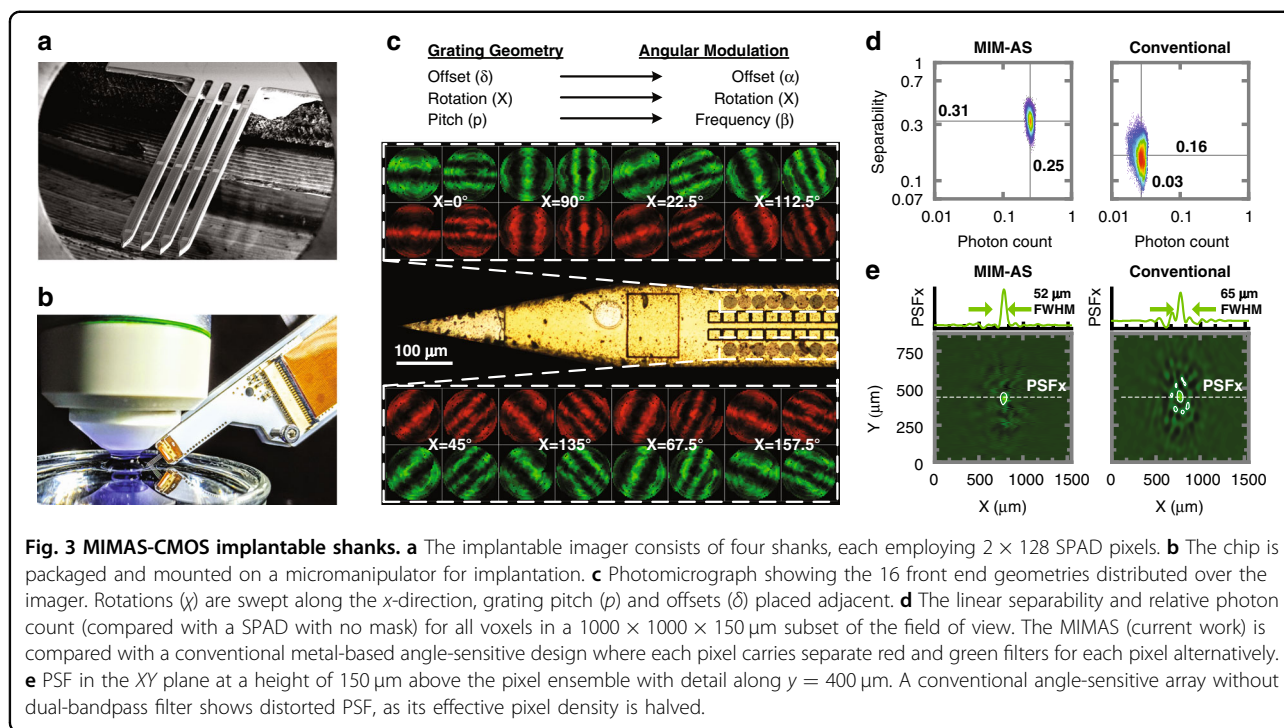 a
b
c
Grating Geometry Angular Modulation
Offset (δ) Offset (α)
Rotation (X) Rotation (X)
Pitch (p) Frequency (β)
X=0° X=90° X=22.5° X=112.5°
100 μm
X=45° X=135° X=67.5° X=157.5°
d
MIM-AS Conventional
Separability
1
0.7
0.3
0.1
0.07
0.31
0.25
0.16
0.03
0.01 0.1 1 0.01 0.1 1
Photon count Photon count
e
MIM-AS Conventional
PSFx
52 μm
FWHM
PSFx
65 μm
FWHM
Y (μm)
750
500
250
0
PSFx
PSFx
0 500 1000 1500 0 500 1000 1500
X (μm) X (μm)
Fig. 3 MIMAS-CMOS implantable shanks. a The implantable imager consists of four shanks, each employing 2 × 128 SPAD pixels. b The chip is
packaged and mounted on a micromanipulator for implantation. c Photomicrograph showing the 16 front end geometries distributed over the
imager. Rotations (χ) are swept along the x-direction, grating pitch (p) and offsets (δ) placed adjacent. d The linear separability and relative photon
count (compared with a SPAD with no mask) for all voxels in a 1000 × 1000 × 150 μm subset of the field of view. The MIMAS (current work) is
compared with a conventional metal-based angle-sensitive design where each pixel carries separate red and green filters for each pixel alternatively.
e PSF in the XY plane at a height of 150 μm above the pixel ensemble with detail along y = 400 μm. A conventional angle-sensitive array without
dual-bandpass filter shows distorted PSF, as its effective pixel density is halved.